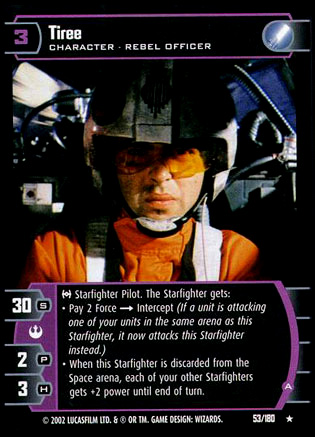 3
Tiree
CHARACTER · REBEL OFFICER
Starfighter Pilot. The Starfighter gets:
• Pay 2 Force → Intercept (If a unit is attacking
one of your units in the same arena as this
Starfighter, it now attacks this Starfighter
instead.)
• When this Starfighter is discarded from the
Space arena, each of your other Starfighters
gets +2 power until end of turn.
30 S
2 P
3 H
A
© 2002 LUCASFILM LTD. & ® OR TM. GAME DESIGN: WIZARDS. 53/180 ★